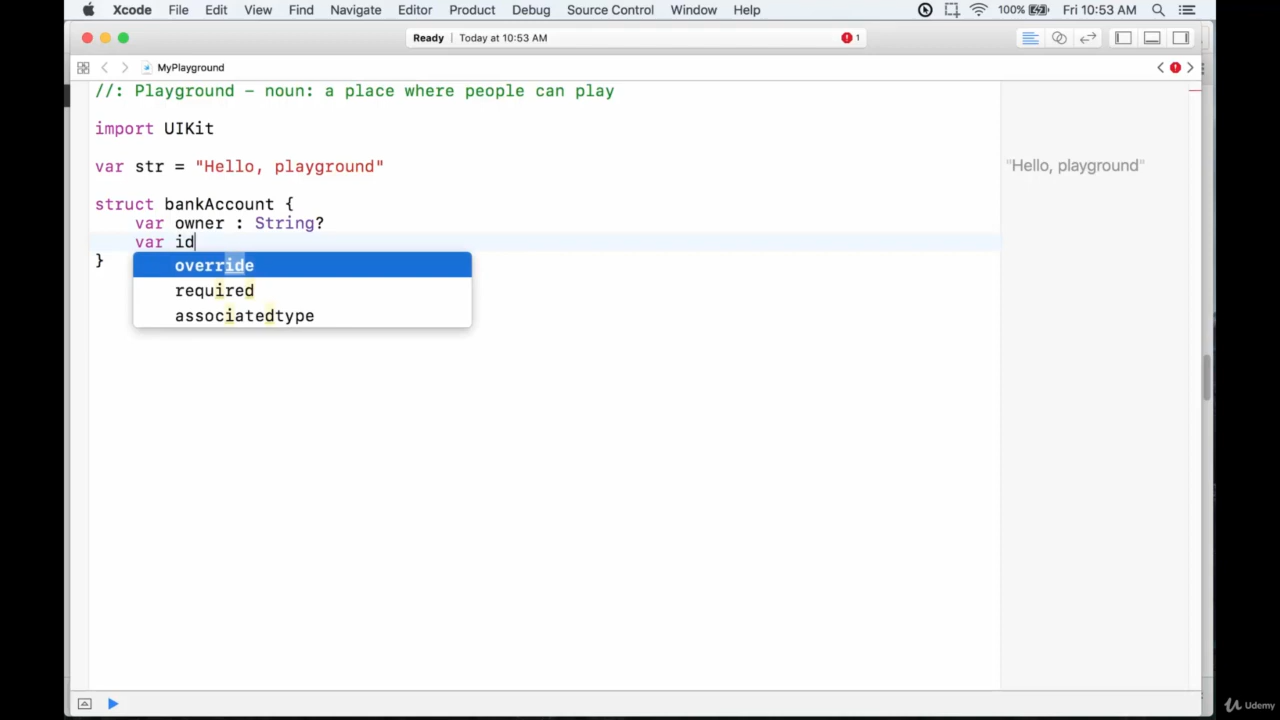 Xcode File Edit View Find Navigate Editor Product Debug Source Control Window Help 100% Fri 10:53 AM
Ready Today at 10:53 AM 1
MyPlayground
//: Playground – noun: a place where people can play
import UIKit
var str = "Hello, playground"
"Hello, playground"
struct bankAccount {
var owner : String?
var id
}
override
required
associatedtype
Udemy